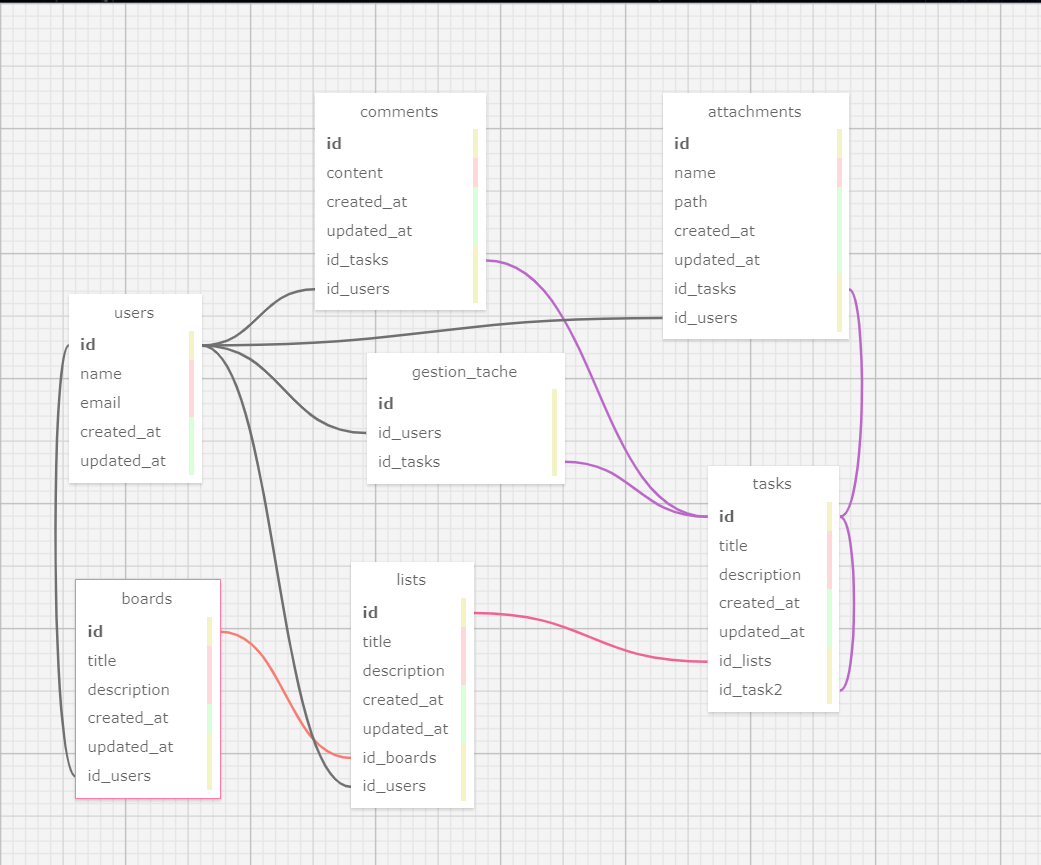 comments
id
content
created_at
updated_at
id_tasks
id_users
attachments
id
name
path
created_at
updated_at
id_tasks
id_users
users
id
name
email
created_at
updated_at
gestion_tache
id
id_users
id_tasks
tasks
id
title
description
created_at
updated_at
id_lists
id_task2
boards
id
title
description
created_at
updated_at
id_users
lists
id
title
description
created_at
updated_at
id_boards
id_users